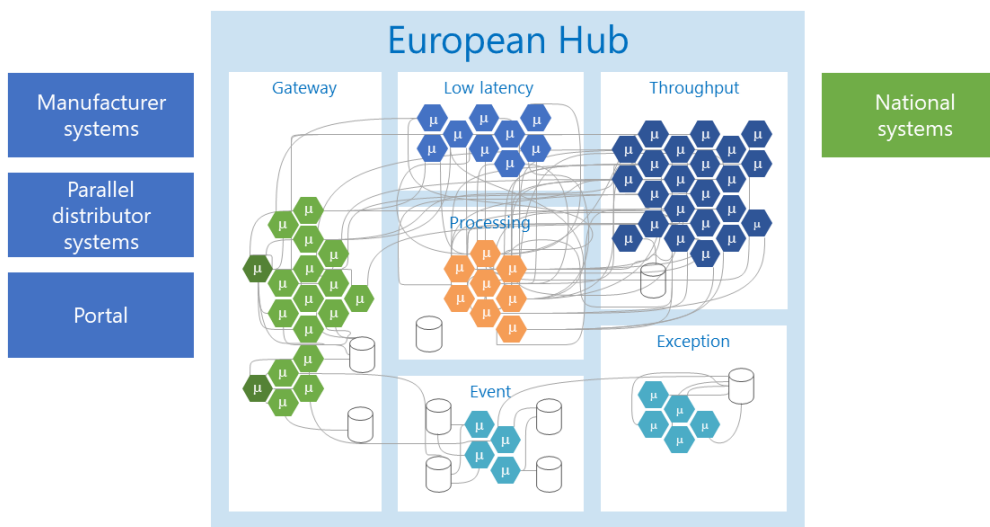 European Hub
Manufacturer
systems
Parallel
distributor
systems
Portal
Gateway
μ
μ
μ
μ
μ μ
μ μ
μ μ μ
μ μ
μ
μ
μ
μ μ
μ
Low latency
μ μ μ
μ μ
μ μ μ
μ
Throughput
μ μ μ
μ μ μ
μ μ μ
μ μ μ
μ μ
μ μ
μ μ μ
μ μ μ
μ
Processing
μ
μ μ
μ
μ μ
μ
μ
Event
μ
μ
μ
μ
Exception
μ
μ
μ μ
μ
National
systems